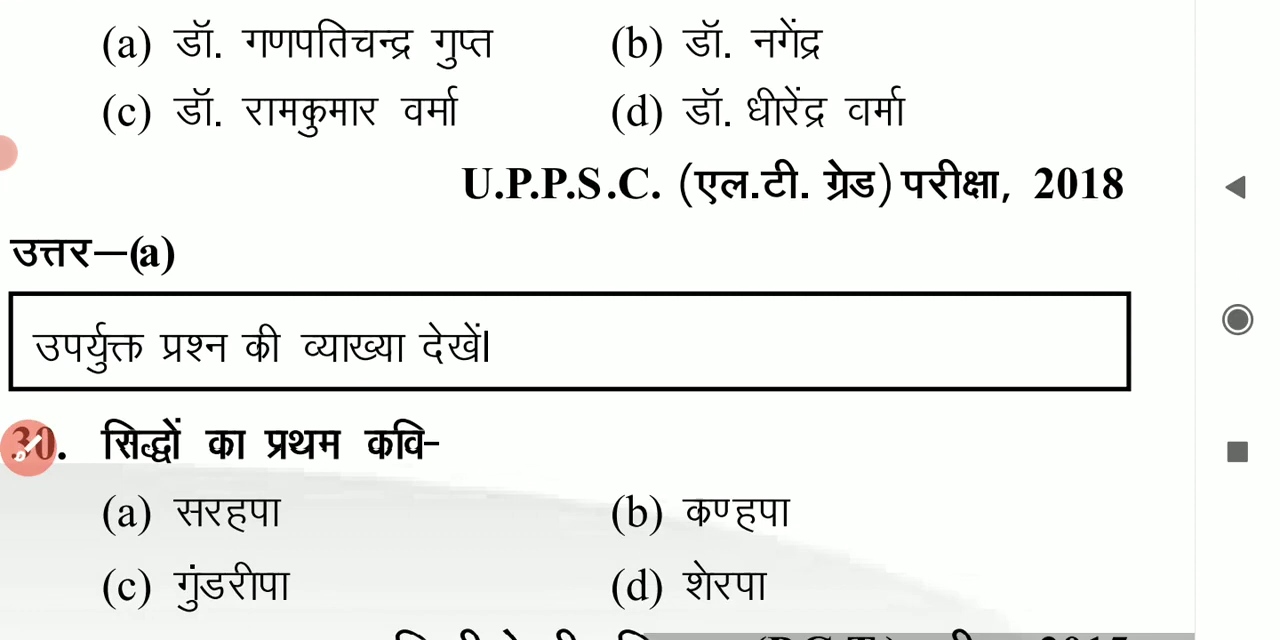 (a) डॉ. गणपतिचन्द्र गुप्त (b) डॉ. नगेंद्र
(c) डॉ. रामकुमार वर्मा (d) डॉ. धीरेंद्र वर्मा
U.P.P.S.C. (एल.टी. ग्रेड) परीक्षा, 2018
उत्तर—(a)
उपर्युक्त प्रश्न की व्याख्या देखें।
30. सिद्धों का प्रथम कवि-
(a) सरहपा (b) कण्हपा
(c) गुंडरीपा (d) शेरपा